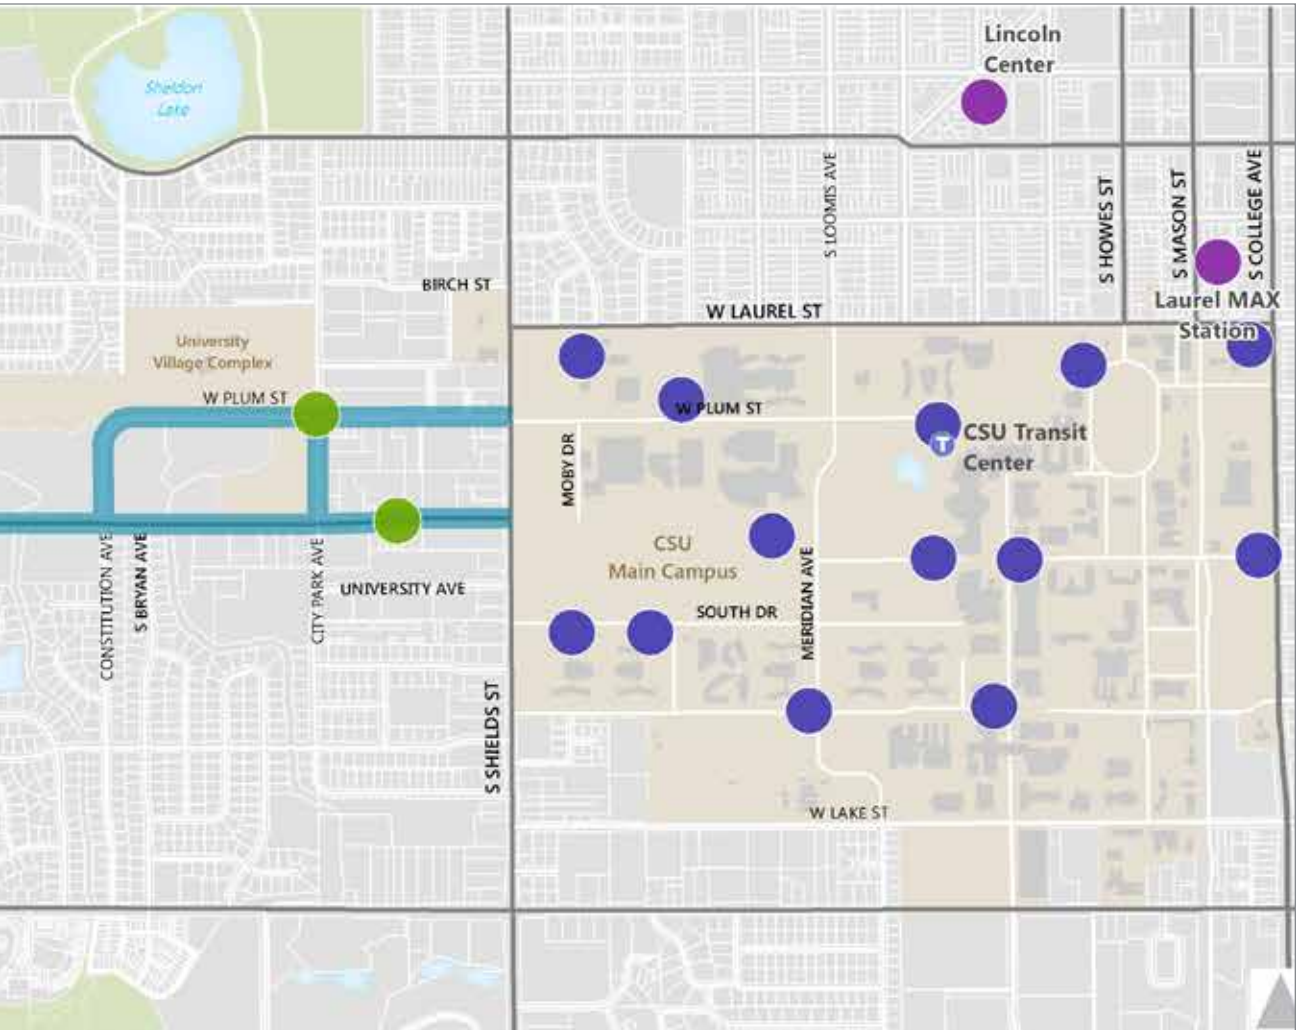 Lincoln
Center
Sheldon
Lake
S LOOMIS AVE
S HOWES ST
S MASON ST
S COLLEGE AVE
BIRCH ST
Laurel MAX
Station
W LAUREL ST
University
Village Complex
W PLUM ST
W PLUM ST
CSU Transit
Center
T
MOBY DR
CSU
Main Campus
CONSTITUTION AVE
S BRYAN AVE
CITY PARK AVE
UNIVERSITY AVE
MERIDIAN AVE
SOUTH DR
S SHIELDS ST
W LAKE ST